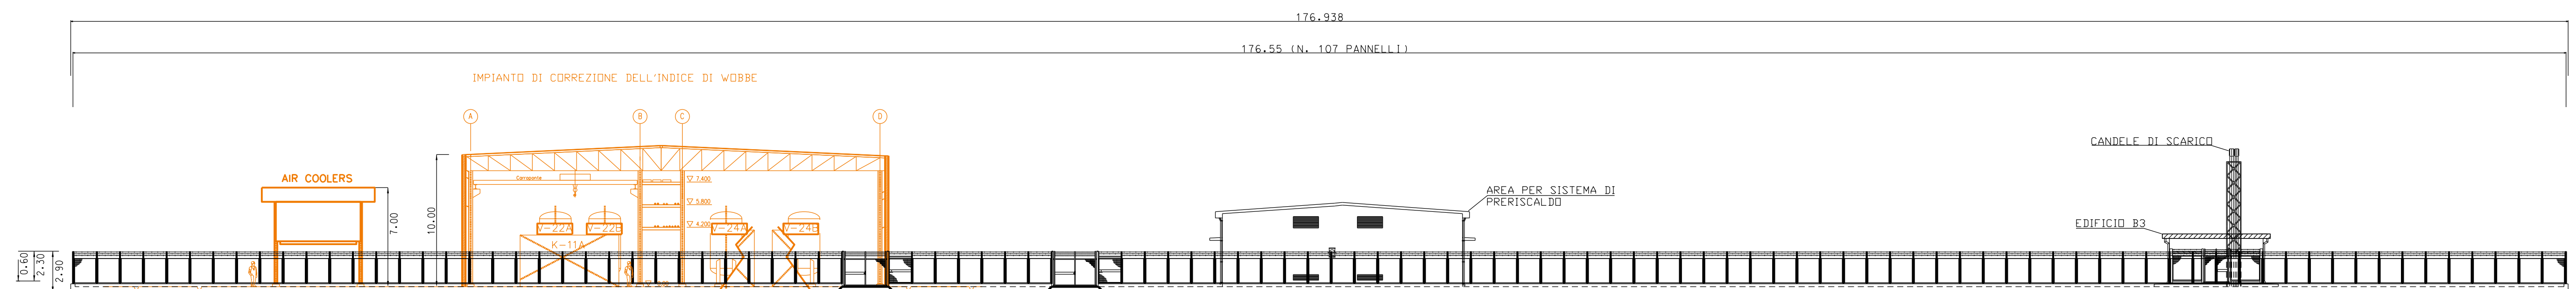 176.938
176.55 (N. 107 PANNELLI)
IMPIANTO DI CORREZIONE DELL'INDICE DI WOBBE
A
B
C
D
CANDELE DI SCARICO
AIR COOLERS
Carroponte
7.400
AREA PER SISTEMA DI
PRERISCALDO
5.800
7.00
10.00
4.200
EDIFICIO B3
V-22A
V-22B
V-24A
V-24B
K-11A
0.60
2.30
2.90